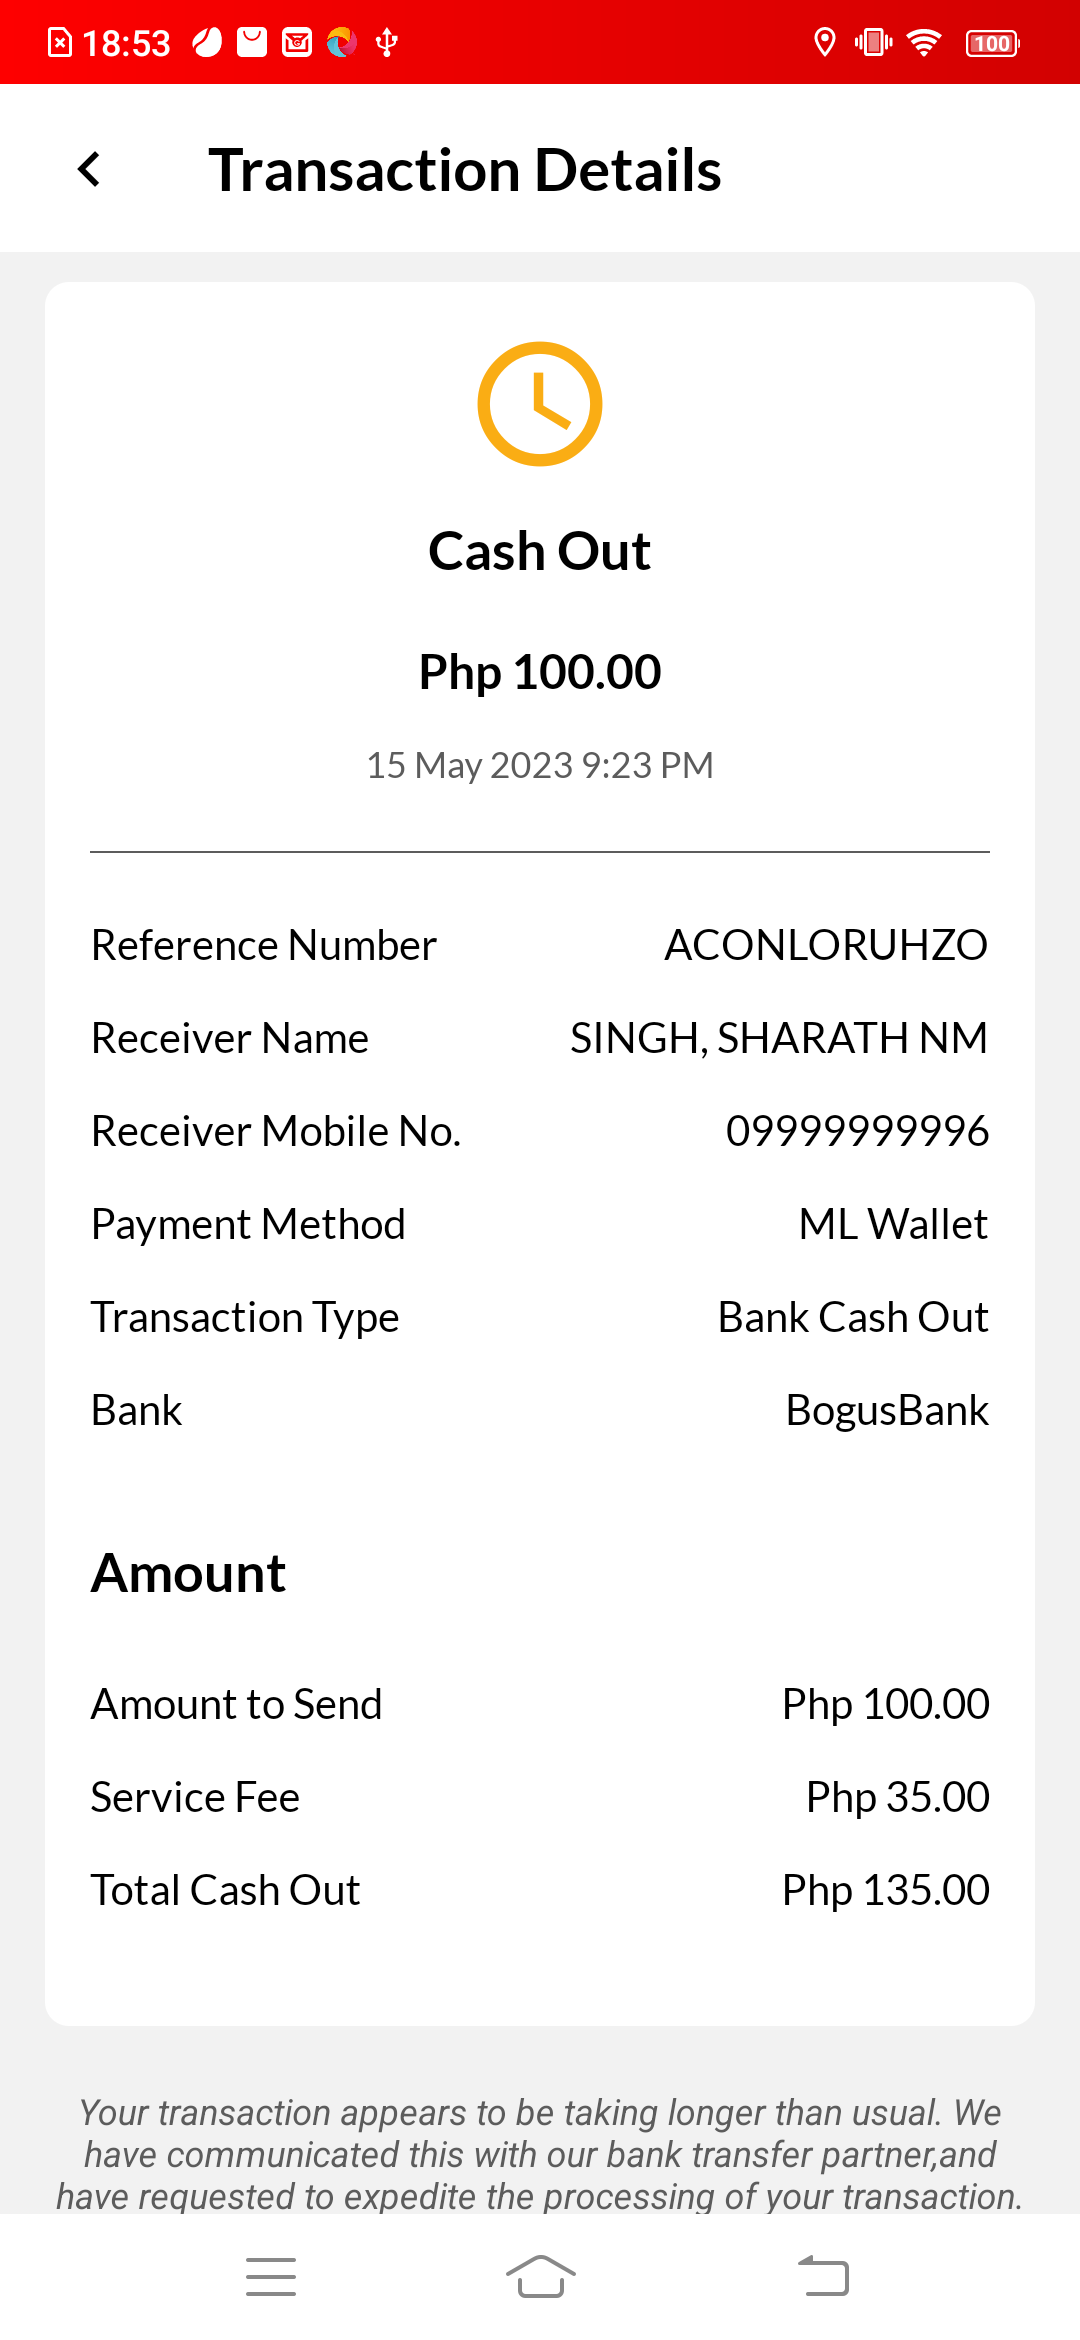 18:53
100
Transaction Details
Cash Out
Php 100.00
15 May 2023 9:23 PM
Reference Number ACONLORUHZO
Receiver Name SINGH, SHARATH NM
Receiver Mobile No. 09999999996
Payment Method ML Wallet
Transaction Type Bank Cash Out
Bank BogusBank
Amount
Amount to Send Php 100.00
Service Fee Php 35.00
Total Cash Out Php 135.00
Your transaction appears to be taking longer than usual. We
have communicated this with our bank transfer partner,and
have requested to expedite the processing of your transaction.